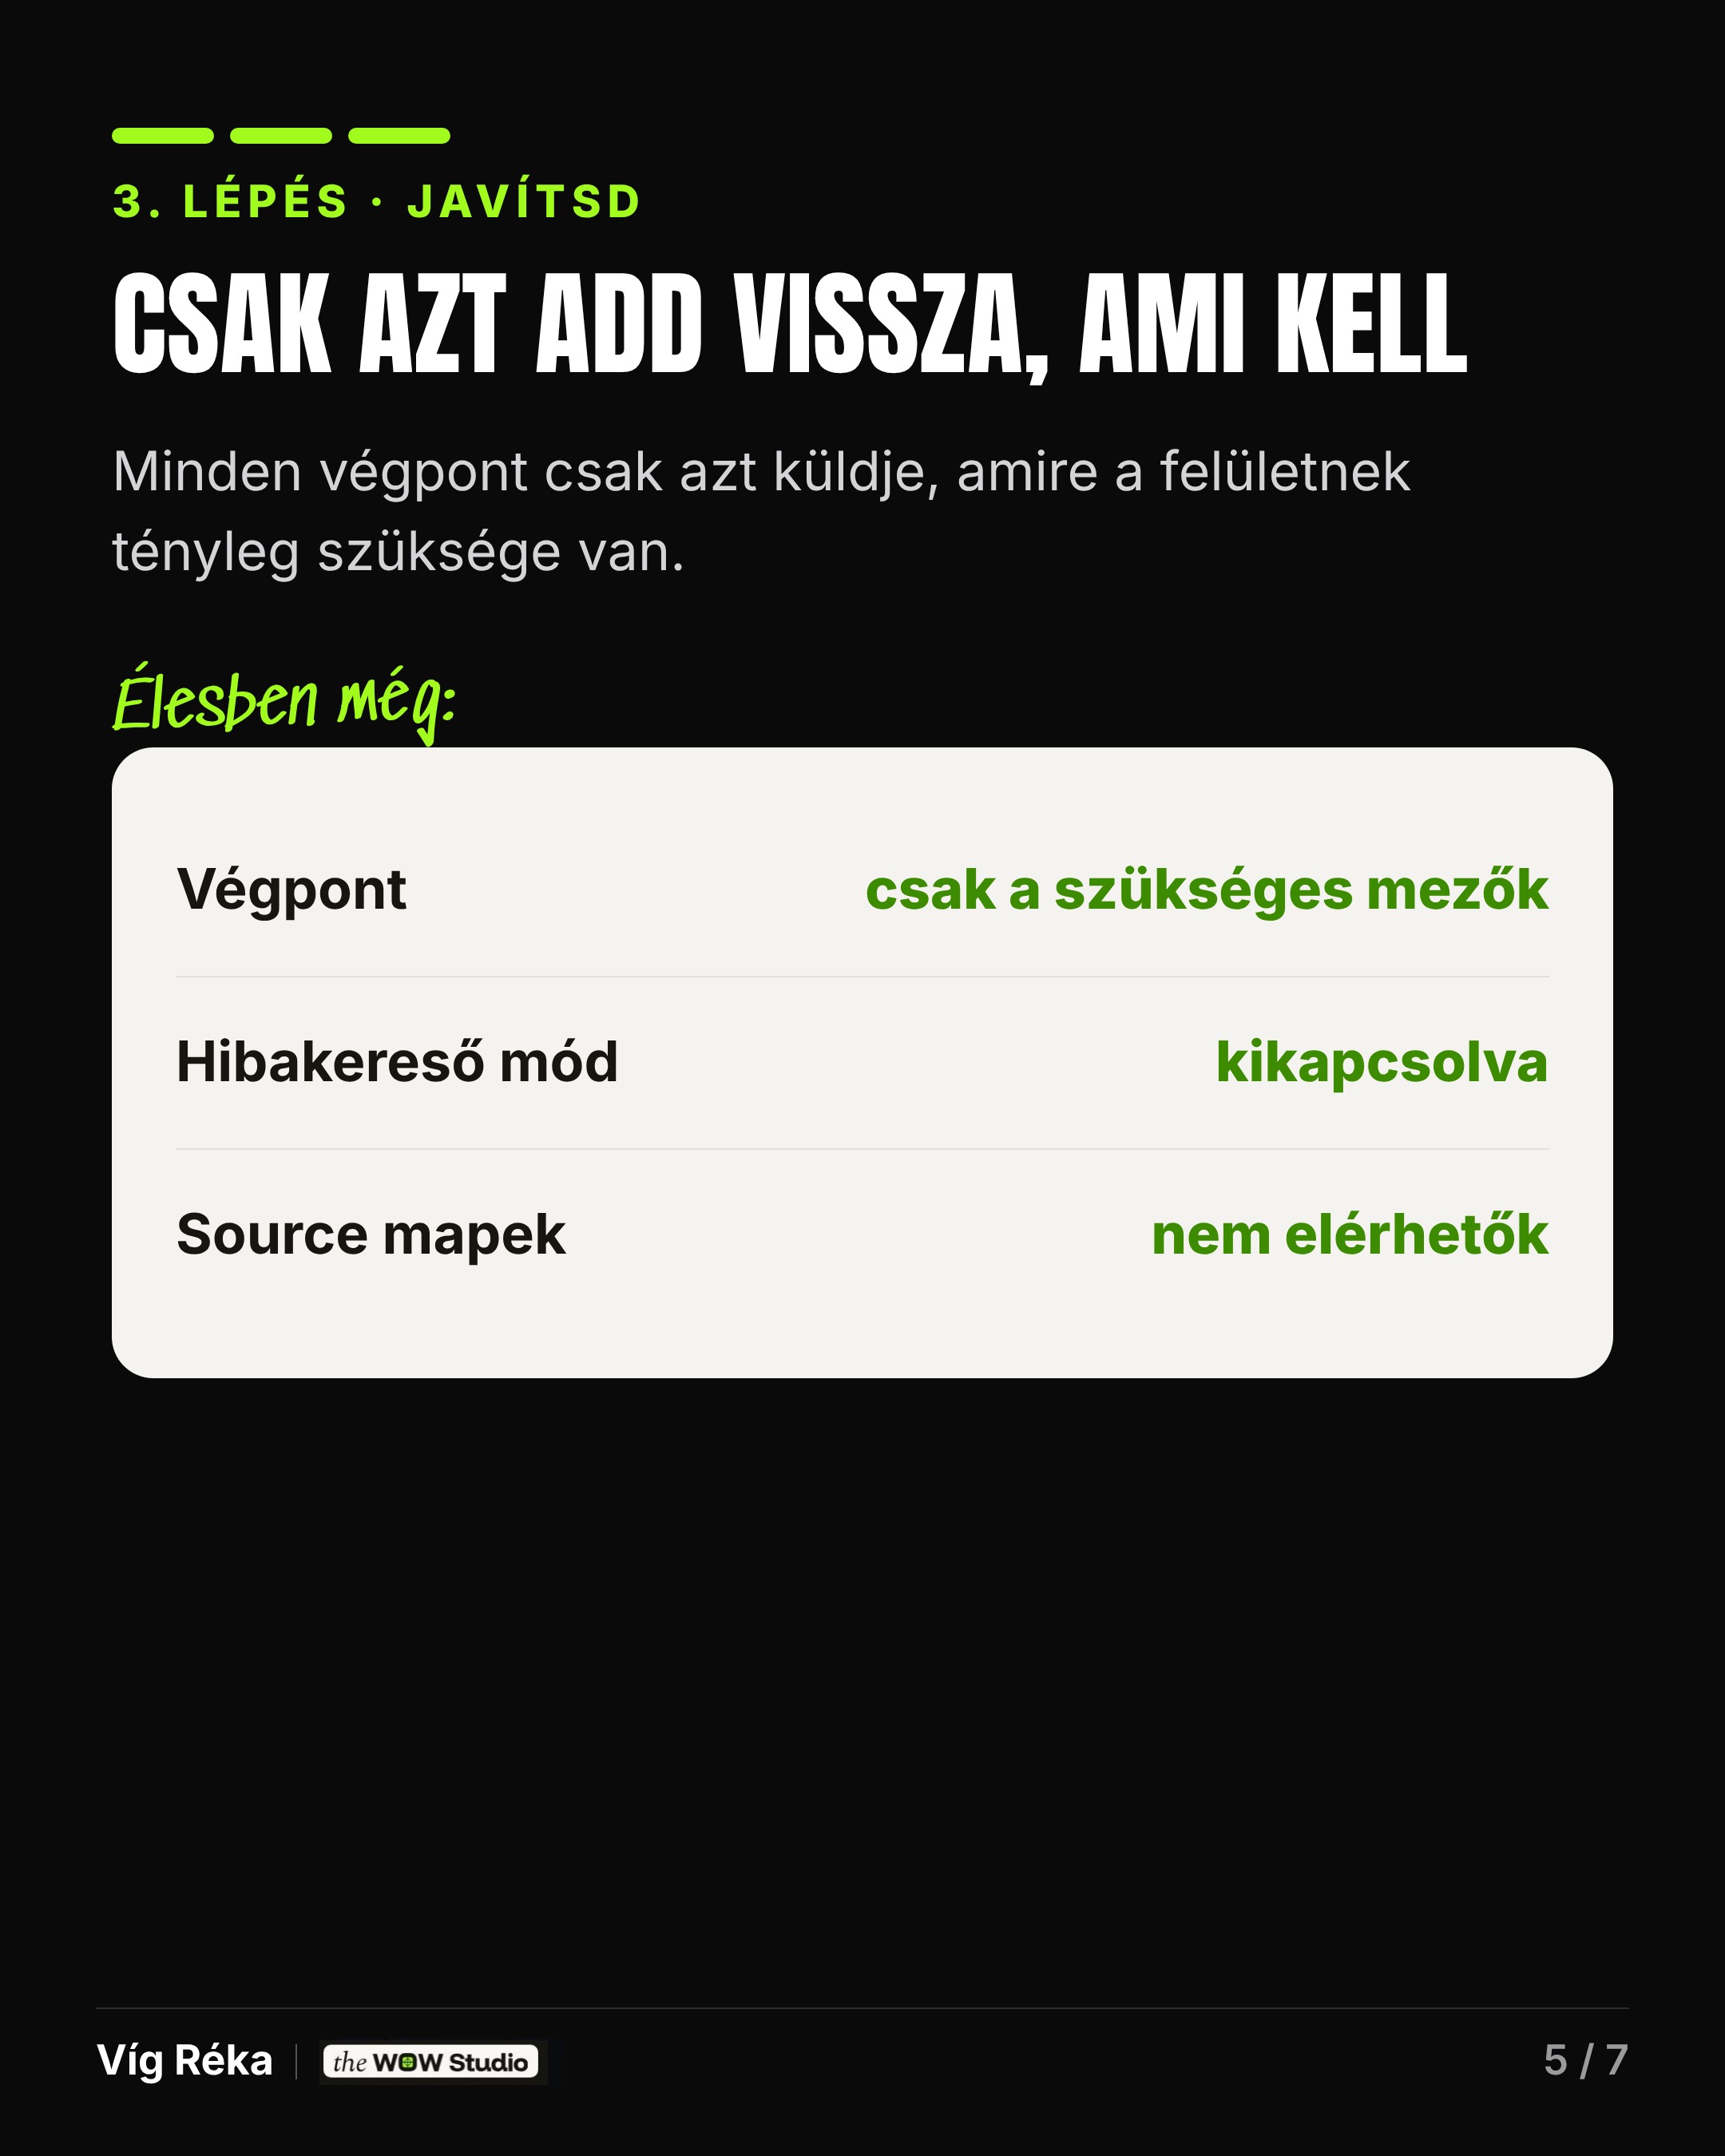 3. LÉPÉS · JAVÍTSD
CSAK AZT ADD VISSZA, AMI KELL
Minden végpont csak azt küldje, amire a felületnek
tényleg szüksége van.
Élesben még:
Végpont csak a szükséges mezők
Hibakereső mód kikapcsolva
Source mapek nem elérhetők
Víg Réka the WOW Studio 5 / 7